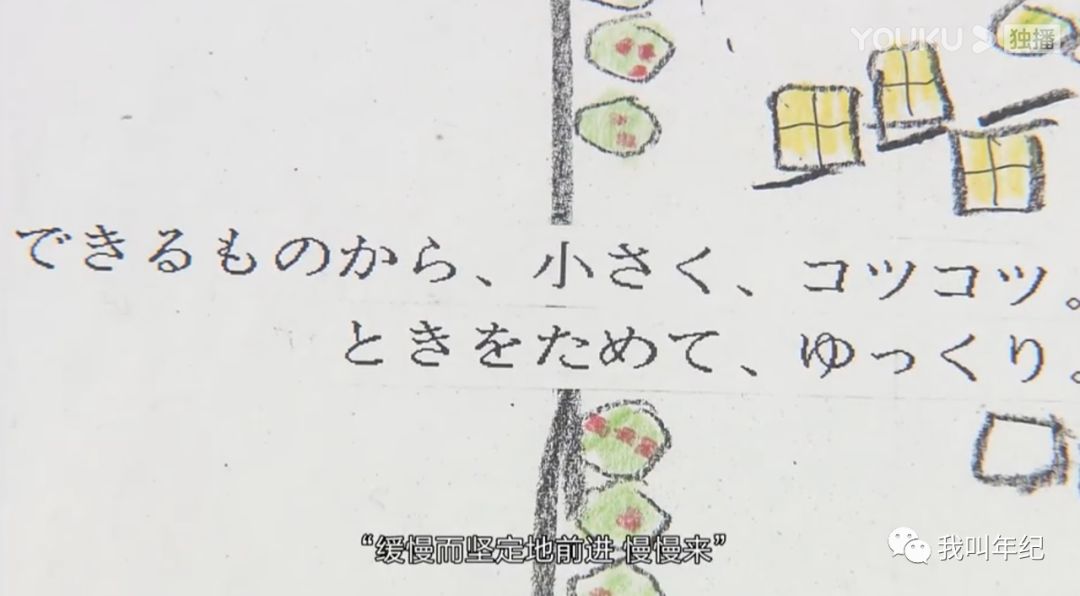 YOUKU 独播
できるものから、小さく、コツコツ。
ときをためて、ゆっくり。
“缓慢而坚定地前进 慢慢来”
我叫年纪